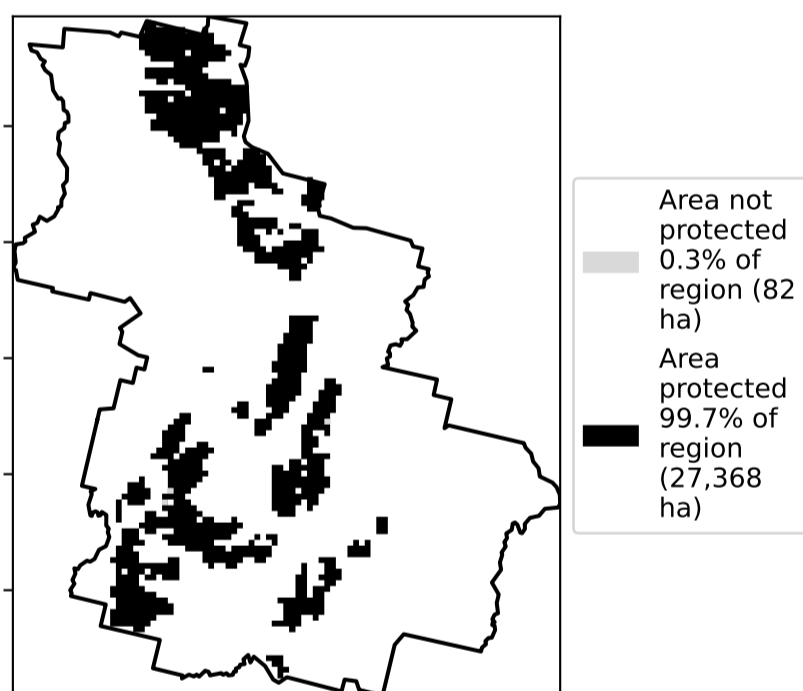 Area not
protected
0.3% of
region (82
ha)
Area
protected
99.7% of
region
(27,368
ha)